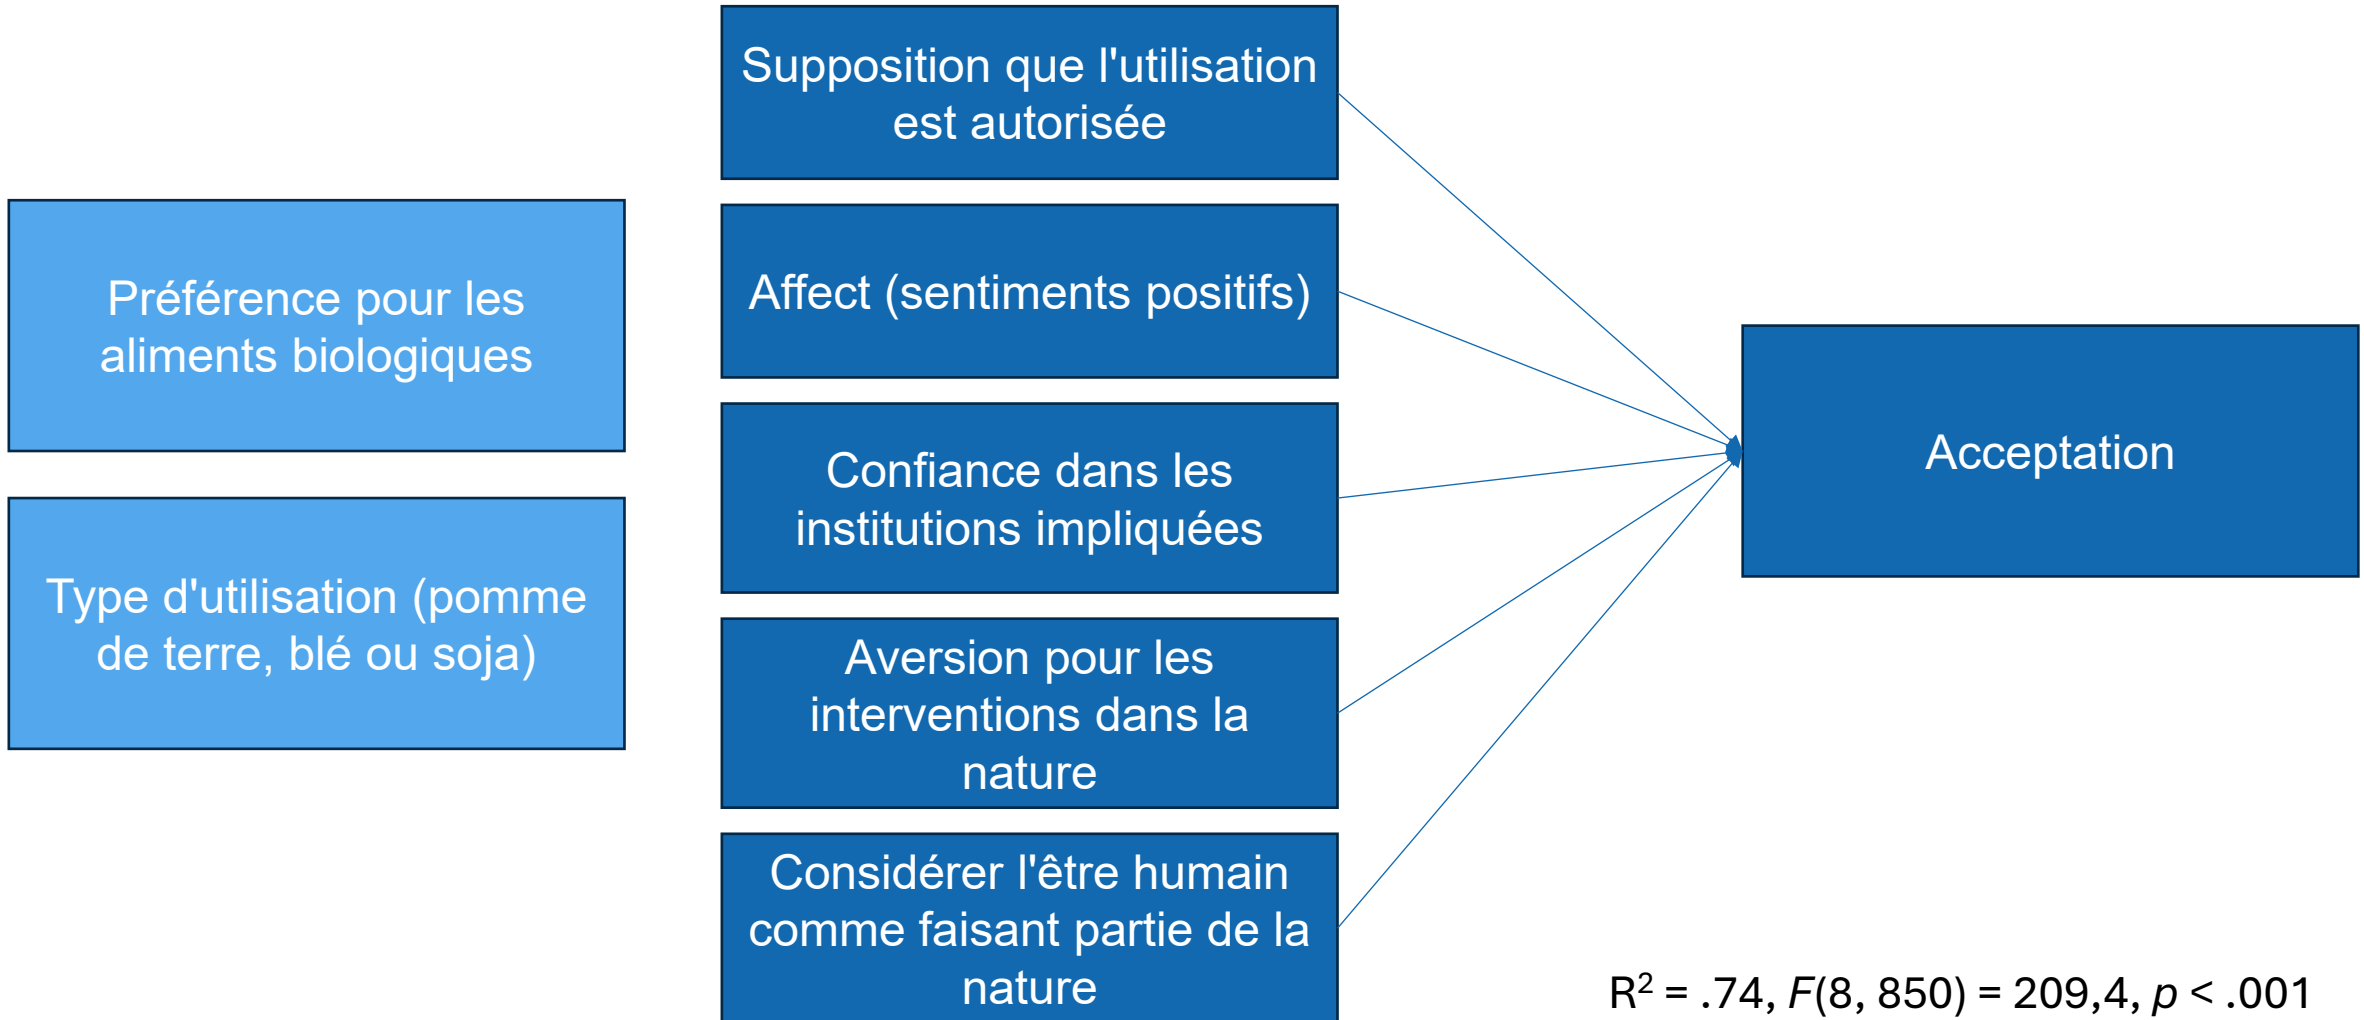 Supposition que l'utilisation
est autorisée
Préférence pour les
aliments biologiques
Affect (sentiments positifs)
Confiance dans les
institutions impliquées
Acceptation
Type d'utilisation (pomme
de terre, blé ou soja)
Aversion pour les
interventions dans la
nature
Considérer l'être humain
comme faisant partie de la
nature
R² = .74, F(8, 850) = 209,4, p < .001